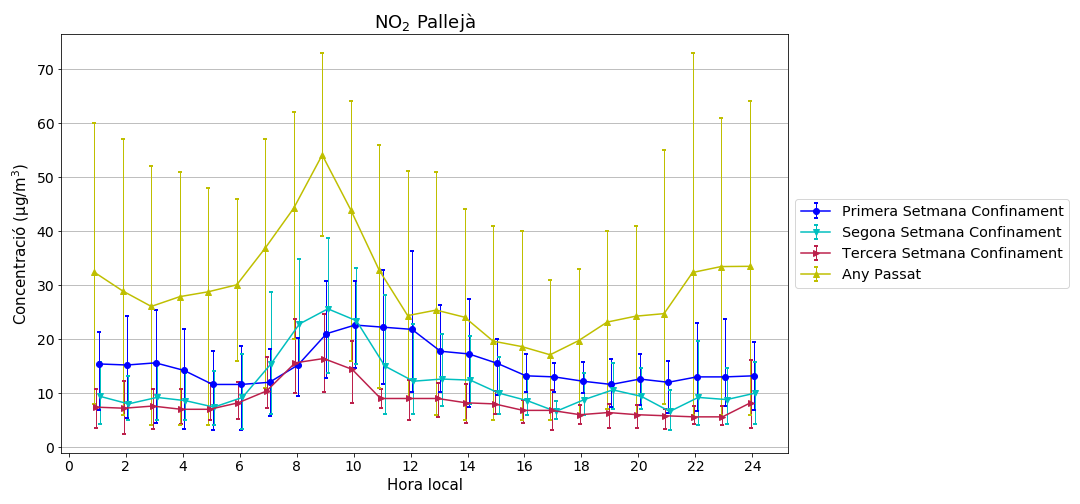 NO₂ Pallejà
Concentració (µg/m³)
70
60
50
40
30
20
10
0
0 2 4 6 8 10 12 14 16 18 20 22 24
Hora local
Primera Setmana Confinament
Segona Setmana Confinament
Tercera Setmana Confinament
Any Passat